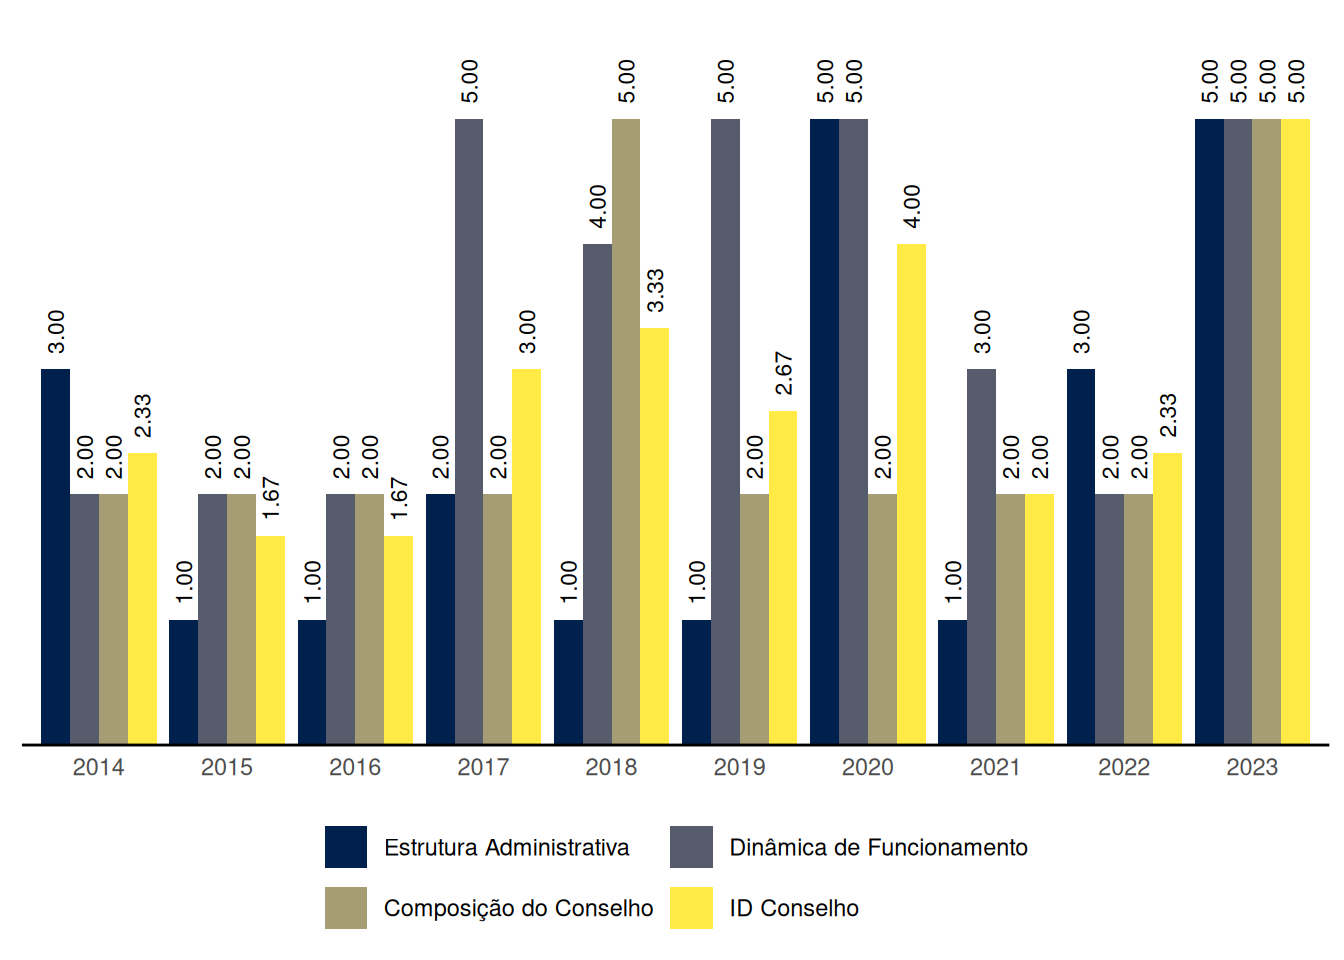 3.00 2.00 2.00 2.33 1.00 2.00 2.00 1.67 1.00 2.00 2.00 1.67 2.00 5.00 2.00 3.00 1.00 4.00 5.00 3.33 1.00 5.00 2.00 2.67 5.00 5.00 2.00 4.00 1.00 3.00 2.00 2.00 3.00 2.00 2.00 2.33 5.00 5.00 5.00 5.00
2014 2015 2016 2017 2018 2019 2020 2021 2022 2023
Estrutura Administrativa Dinâmica de Funcionamento
Composição do Conselho ID Conselho